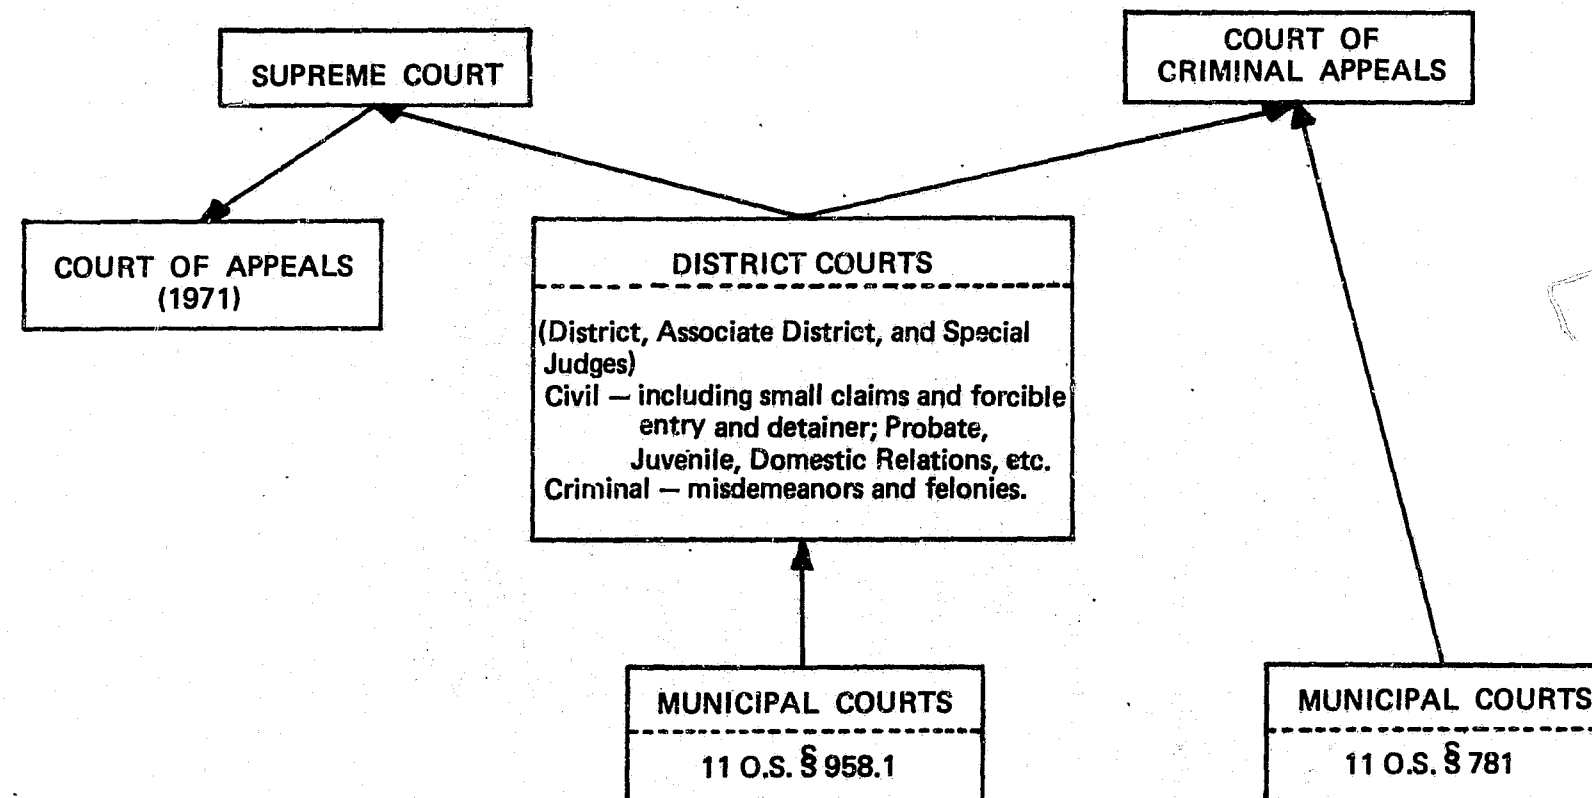 SUPREME COURT
COURT OF
CRIMINAL APPEALS
COURT OF APPEALS
(1971)
DISTRICT COURTS
(District, Associate District, and Special
Judges)
Civil — including small claims and forcible
entry and detainer; Probate,
Juvenile, Domestic Relations, etc.
Criminal — misdemeanors and felonies.
MUNICIPAL COURTS
11 O.S. § 958.1
MUNICIPAL COURTS
11 O.S. § 781